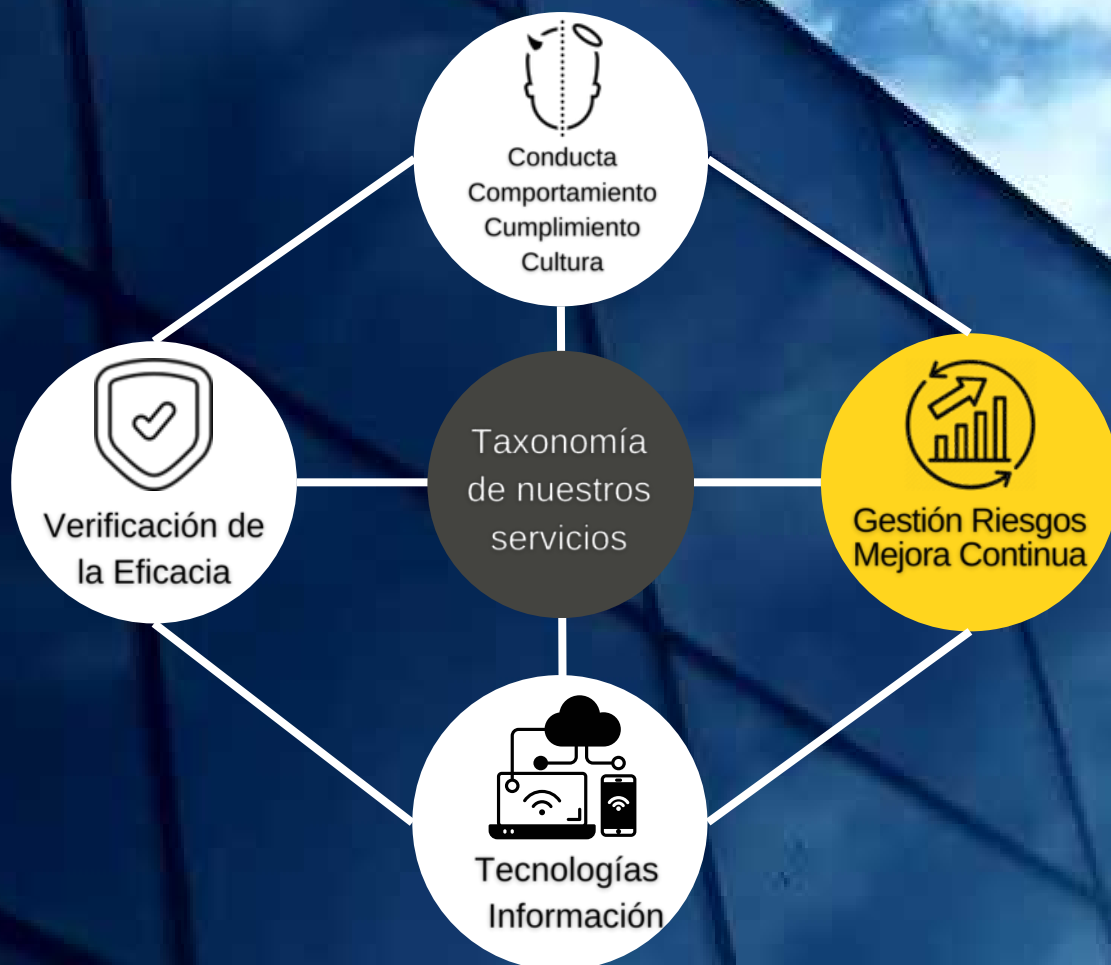 Conducta
Comportamiento
Cumplimiento
Cultura
Verificación de
la Eficacia
Taxonomía
de nuestros
servicios
Gestión Riesgos
Mejora Continua
Tecnologías
Información